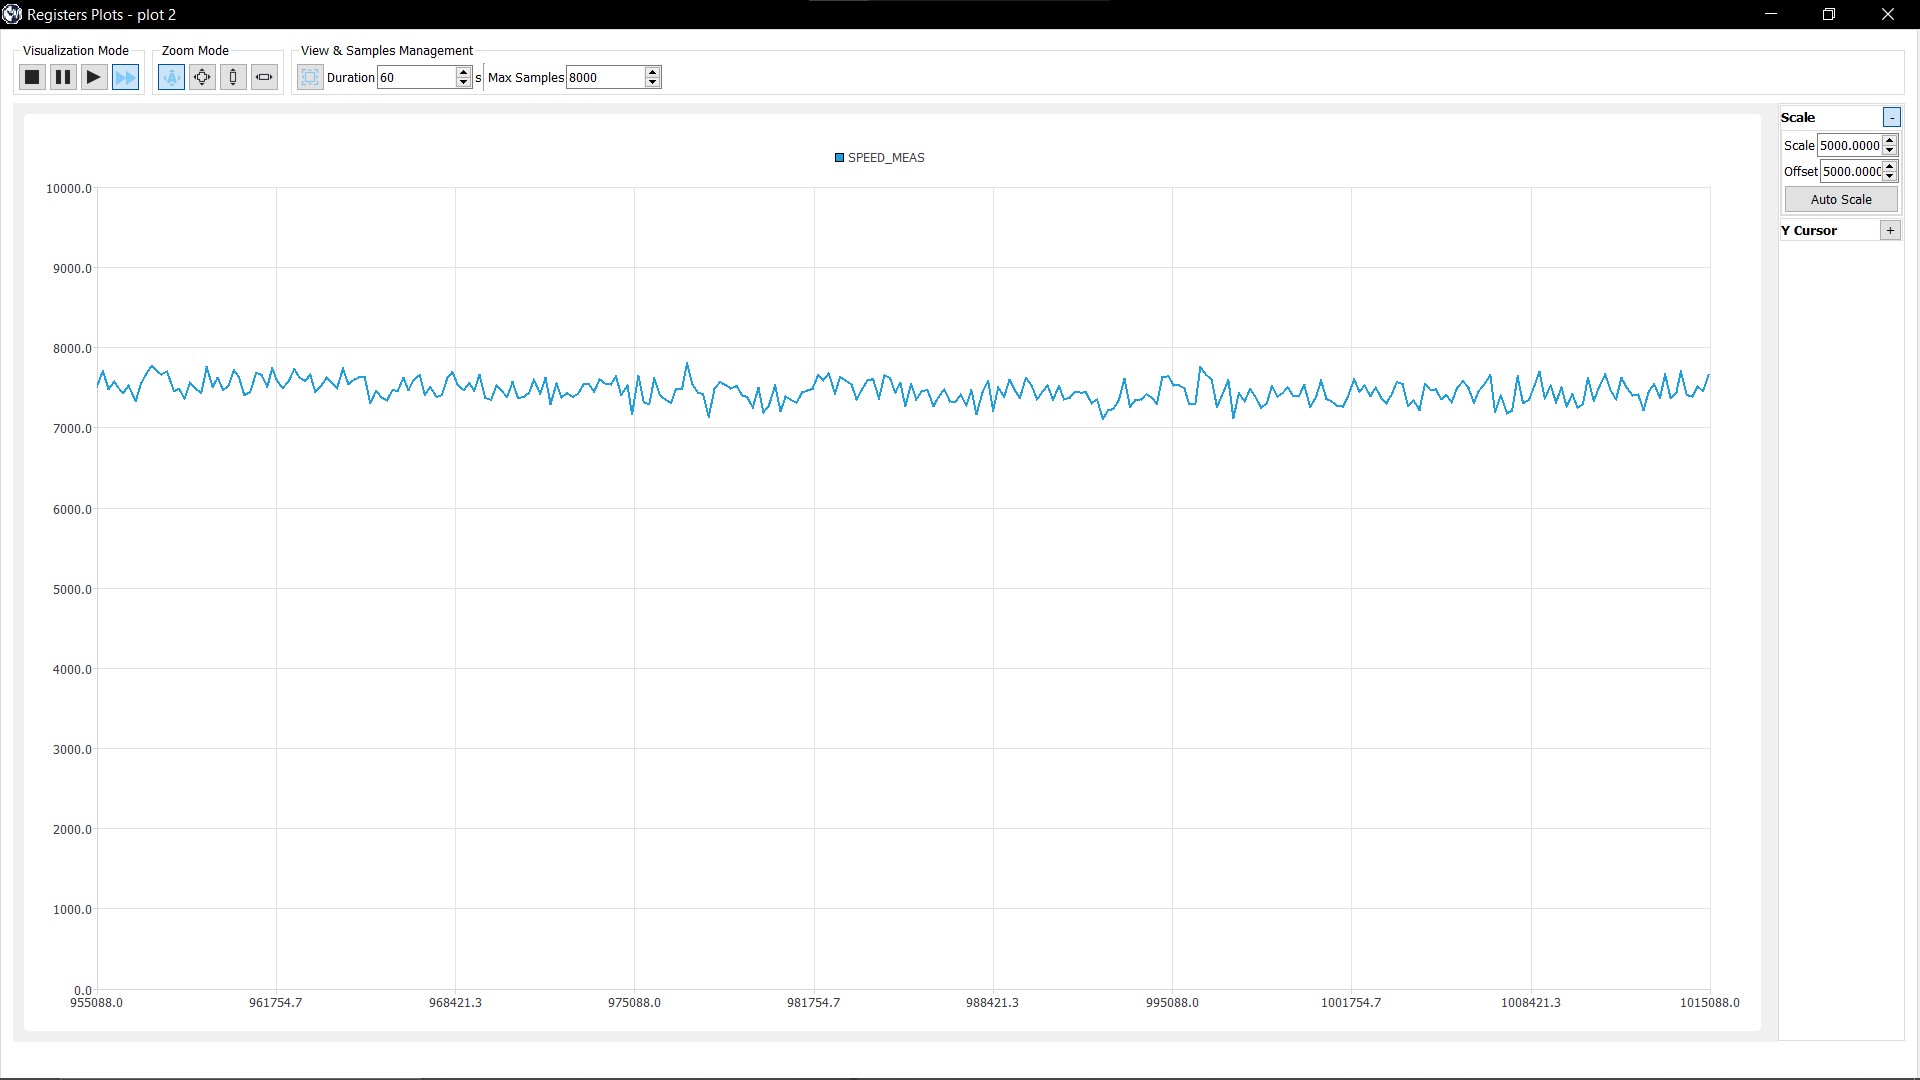 Registers Plots - plot 2
Visualization Mode
Zoom Mode
View & Samples Management
A
Duration 60 s
Max Samples 8000
SPEED_MEAS
10000.0
9000.0
8000.0
7000.0
6000.0
5000.0
4000.0
3000.0
2000.0
1000.0
0.0
955088.0 961754.7 968421.3 975088.0 981754.7 988421.3 995088.0 1001754.7 1008421.3 1015088.0
Scale -
Scale 5000.0000
Offset 5000.0000
Auto Scale
Y Cursor +